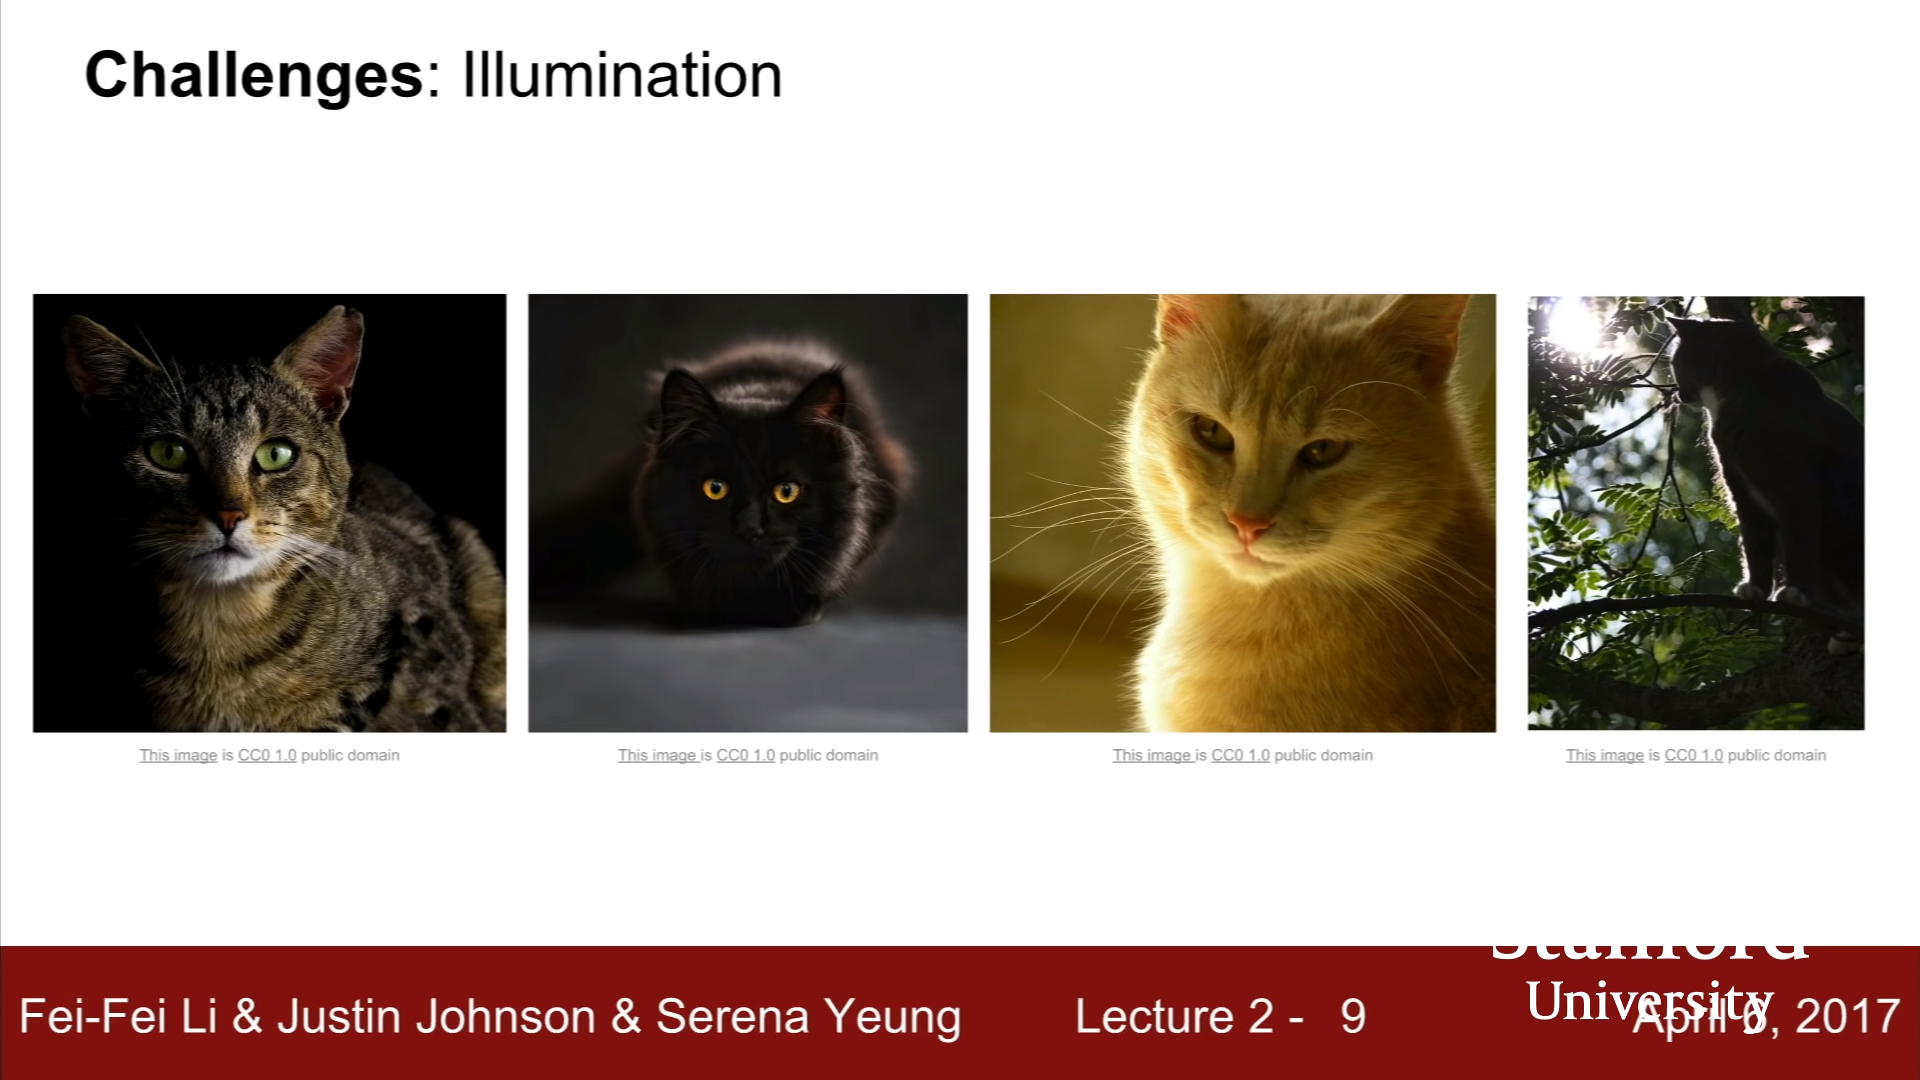 Challenges: Illumination
This image is CC0 1.0 public domain
This image is CC0 1.0 public domain
This image is CC0 1.0 public domain
This image is CC0 1.0 public domain
Stanford
University
Fei-Fei Li & Justin Johnson & Serena Yeung
Lecture 2 - 9
April 6, 2017